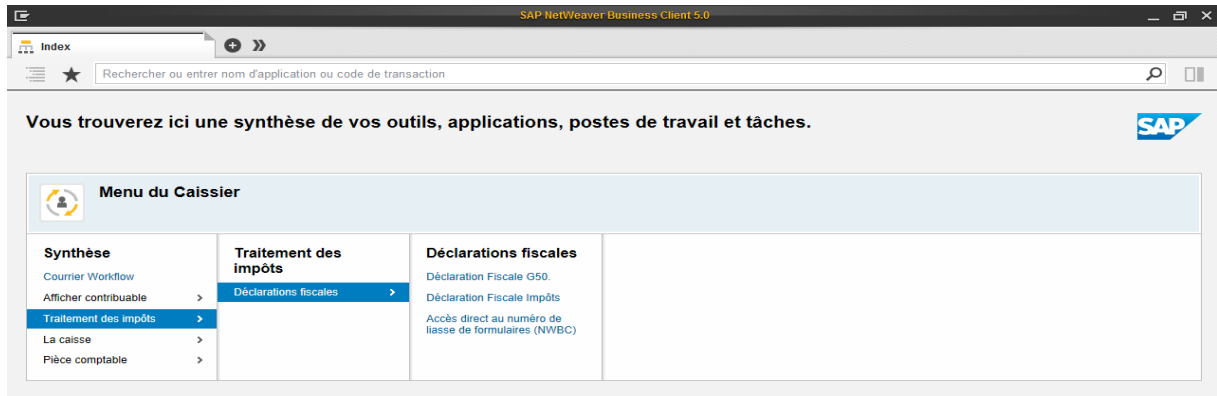 SAP NetWeaver Business Client 5.0
Index
Rechercher ou entrer nom d'application ou code de transaction
Vous trouverez ici une synthèse de vos outils, applications, postes de travail et tâches.
SAP
Menu du Caissier
Synthèse
Courrier Workflow
Afficher contribuable
Traitement des impôts
La caisse
Pièce comptable
Traitement des
impôts
Déclarations fiscales
Déclarations fiscales
Déclaration Fiscale G50.
Déclaration Fiscale Impôts
Accès direct au numéro de
liasse de formulaires (NWBC)